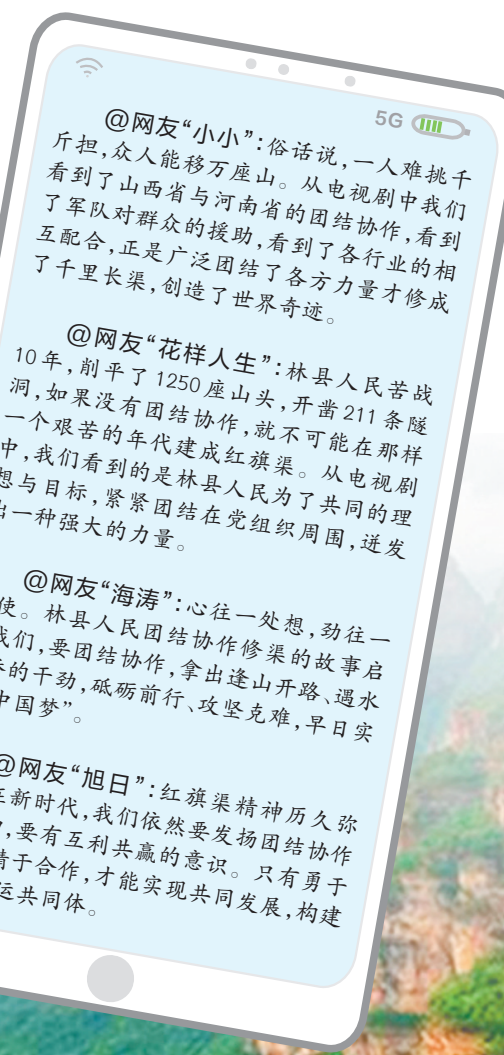 5G
@网友“小小”:俗话说,一人难挑千
斤担,众人能移万座山。从电视剧中我们
看到了山西省与河南省的团结协作,看到
了军队对群众的援助,看到了各行业的相
互配合,正是广泛团结了各方力量才修成
了千里长渠,创造了世界奇迹。
@网友“花样人生”:林县人民苦战
10年,削平了1250座山头,开凿211条隧
洞,如果没有团结协作,就不可能在那样
一个艰苦的年代建成红旗渠。从电视剧
中,我们看到的是林县人民为了共同的理
想与目标,紧紧团结在党组织周围,迸发
出一种强大的力量。
@网友“海涛”:心往一处想,劲往一
使。林县人民团结协作修渠的故事启
我们,要团结协作,拿出逢山开路、遇水
的干劲,砥砺前行、攻坚克难,早日实
中国梦”。
@网友“旭日”:红旗渠精神历久弥
在新时代,我们依然要发扬团结协作
,要有互利共赢的意识。只有勇于
于合作,才能实现共同发展,构建
运共同体。